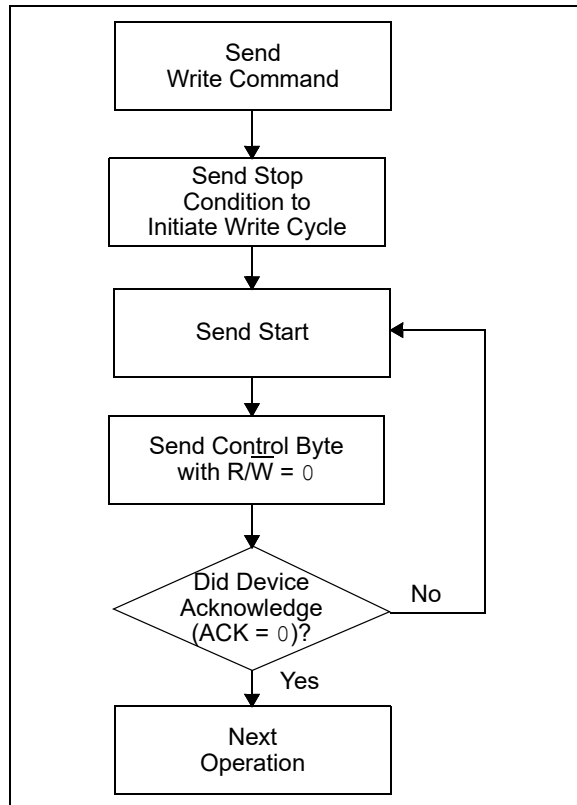 Send
Write Command
Send Stop
Condition to
Initiate Write Cycle
Send Start
Send Control Byte
with R/W̅ = 0
Did Device
Acknowledge
(ACK = 0)?
No
Yes
Next
Operation